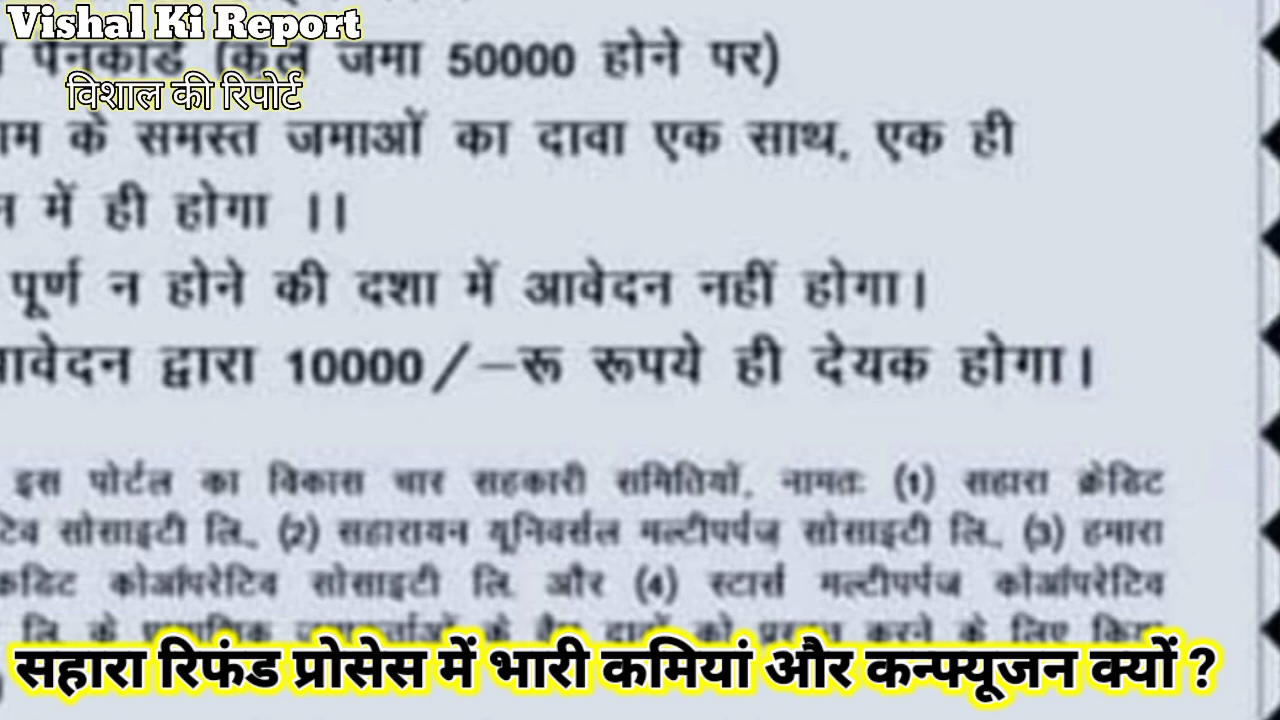 Vishal Ki Report
पेनकार्ड (कुल जमा 50000 होने पर)
विशाल की रिपोर्ट
के समस्त जमाओं का दावा एक साथ, एक ही
में ही होगा ।।
पूर्ण न होने की दशा में आवेदन नहीं होगा।
आवेदन द्वारा 10000/-रू रूपये ही देयक होगा।
इस पोर्टल का विकास चार सहकारी समितियों, नामतः (1) सहारा क्रेडिट
सोसाइटी लि., (2) सहारायन यूनिवर्सल मल्टीपर्पज सोसाइटी लि., (3) हमारा
कोऑपरेटिव सोसाइटी लि. और (4) स्टार्स मल्टीपर्पज कोऑपरेटिव
लि. के के वैध दावों को करने के लिए
सहारा रिफंड प्रोसेस में भारी कमियां और कन्फ्यूजन क्यों ?